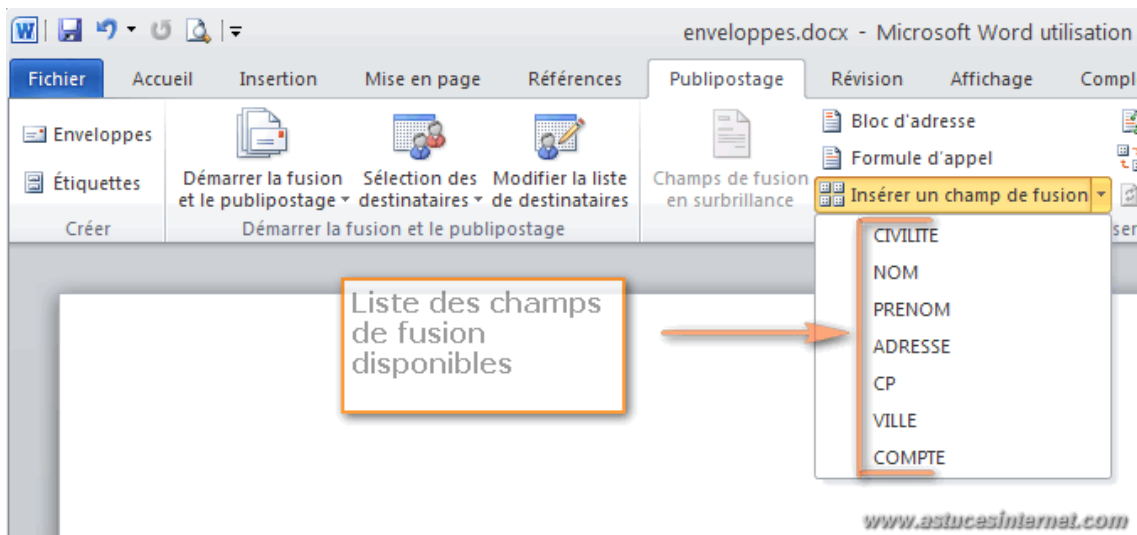 enveloppes.docx - Microsoft Word utilisation
Fichier Accueil Insertion Mise en page Références Publipostage Révision Affichage Compl
Enveloppes
Étiquettes
Créer
Démarrer la fusion
et le publipostage
Sélection des
destinataires
Modifier la liste
de destinataires
Démarrer la fusion et le publipostage
Champs de fusion
en surbrillance
Bloc d'adresse
Formule d'appel
Insérer un champ de fusion
ser
CIVILITE
NOM
PRENOM
ADRESSE
CP
VILLE
COMPTE
Liste des champs
de fusion
disponibles
www.astucesinternet.com